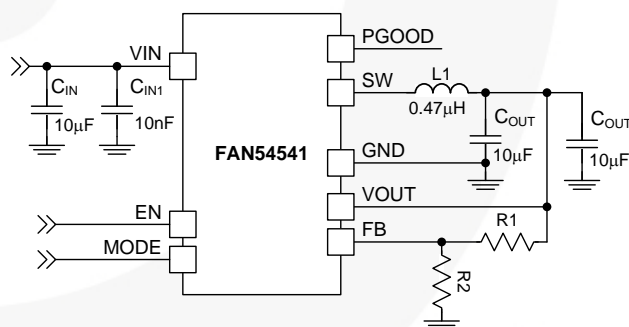 VIN
CIN
10μF
CIN1
10nF
EN
MODE
FAN54541
PGOOD
SW
L1
0.47μH
COUT
10μF
COUT
10μF
GND
VOUT
FB
R1
R2